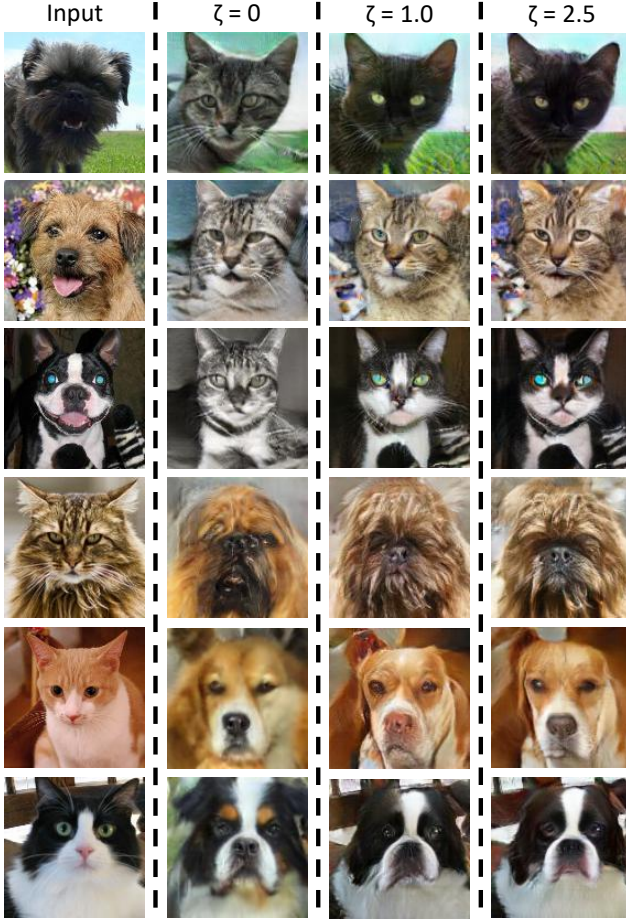 Input ζ = 0 ζ = 1.0 ζ = 2.5